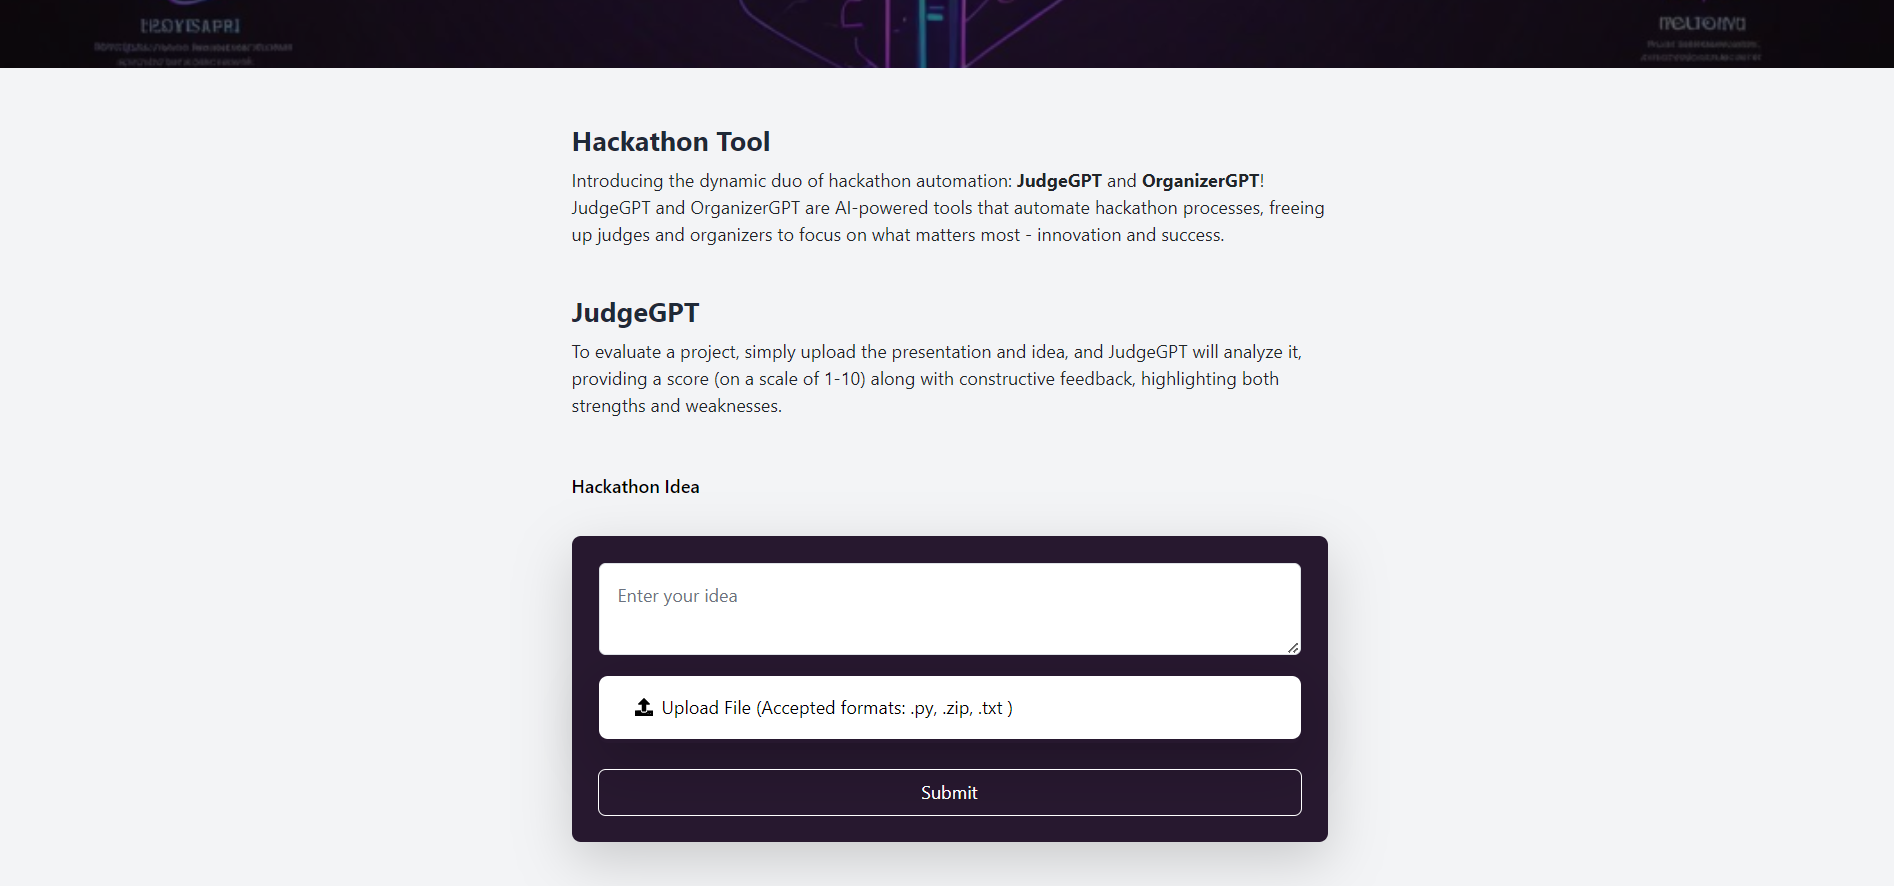 Hackathon Tool
Introducing the dynamic duo of hackathon automation: JudgeGPT and OrganizerGPT!
JudgeGPT and OrganizerGPT are AI-powered tools that automate hackathon processes, freeing
up judges and organizers to focus on what matters most - innovation and success.
JudgeGPT
To evaluate a project, simply upload the presentation and idea, and JudgeGPT will analyze it,
providing a score (on a scale of 1-10) along with constructive feedback, highlighting both
strengths and weaknesses.
Hackathon Idea
Enter your idea
Upload File (Accepted formats: .py, .zip, .txt )
Submit